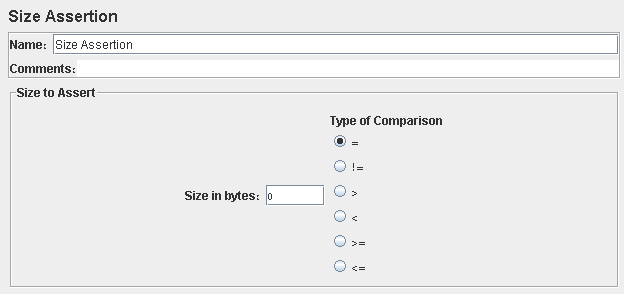 Size Assertion
Name: Size Assertion
Comments:
Size to Assert
Type of Comparison
=
!=
Size in bytes: 0
>
<
>=
<=